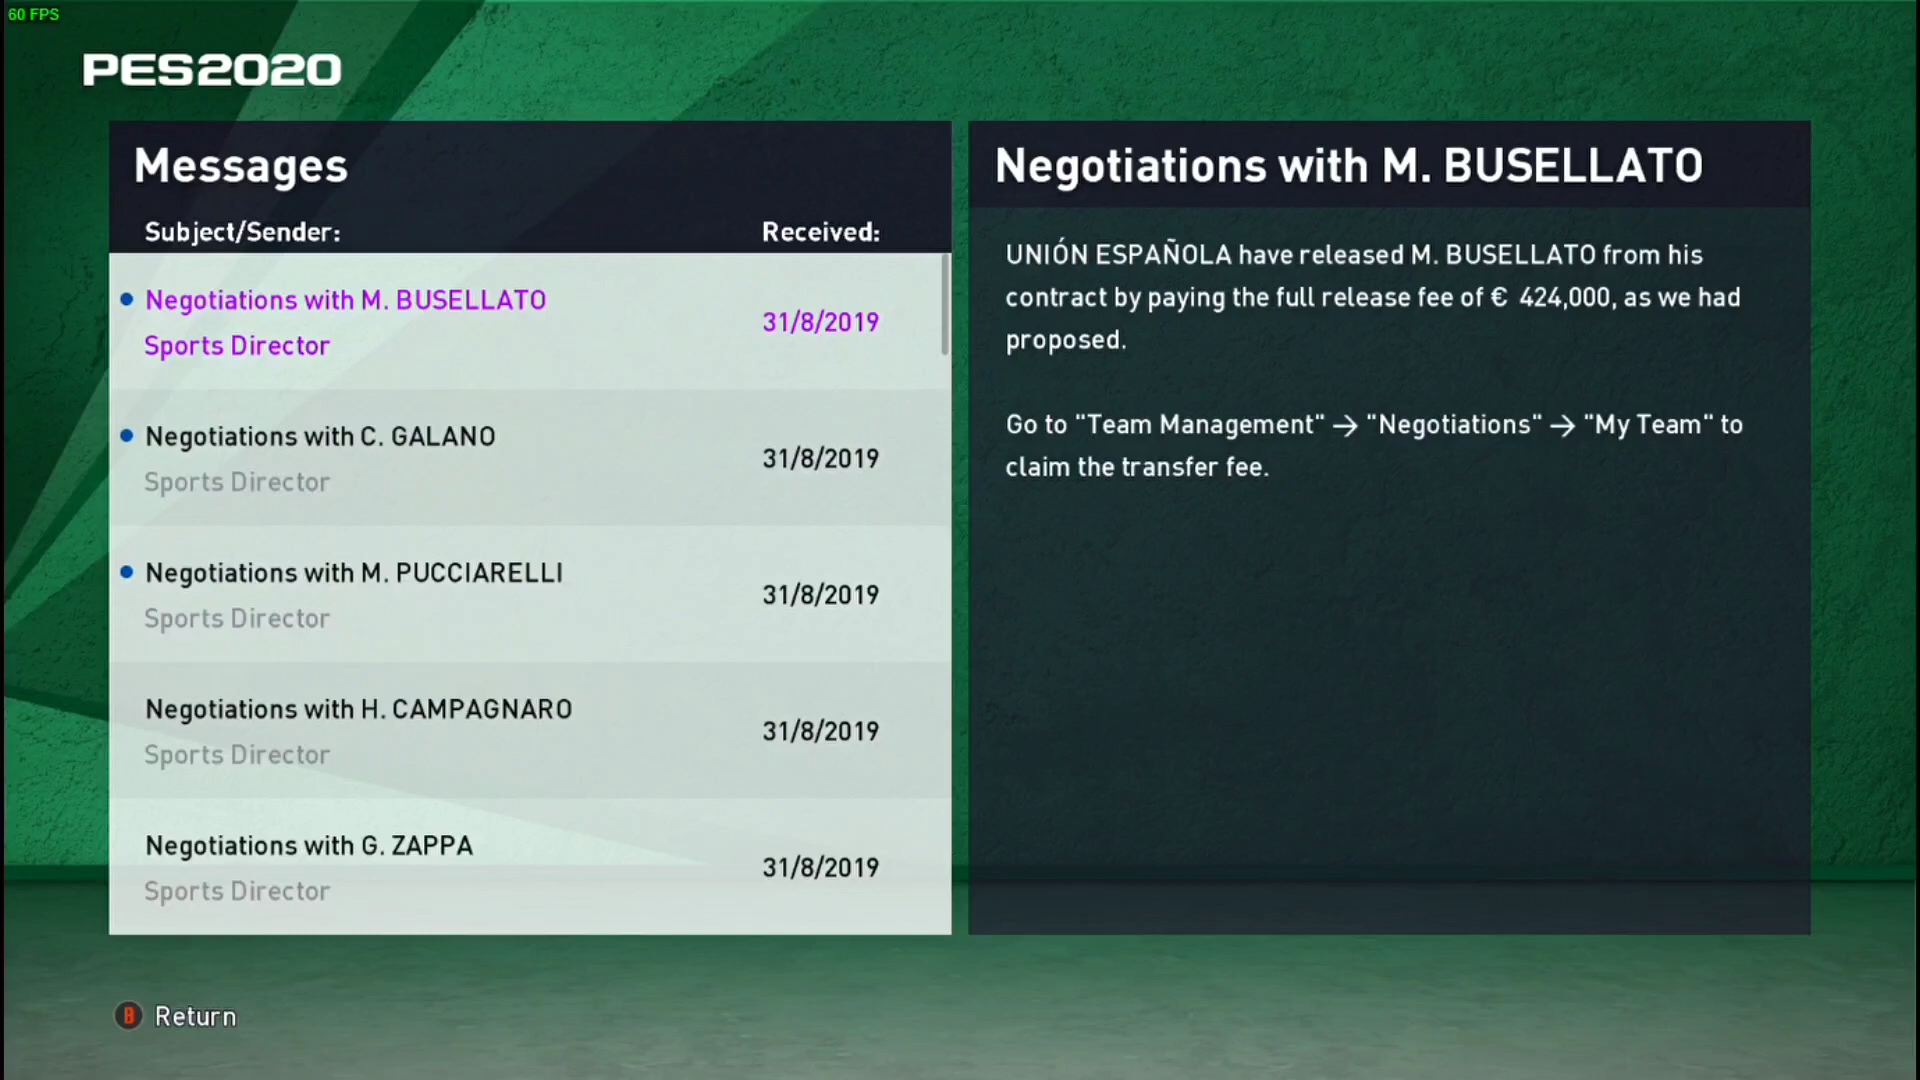 60 FPS
PES2020
Messages
Subject/Sender:
Received:
Negotiations with M. BUSELLATO
Sports Director
31/8/2019
Negotiations with C. GALANO
Sports Director
31/8/2019
Negotiations with M. PUCCIARELLI
Sports Director
31/8/2019
Negotiations with H. CAMPAGNARO
Sports Director
31/8/2019
Negotiations with G. ZAPPA
Sports Director
31/8/2019
Negotiations with M. BUSELLATO
UNIÓN ESPAÑOLA have released M. BUSELLATO from his
contract by paying the full release fee of € 424,000, as we had
proposed.
Go to "Team Management" → "Negotiations" → "My Team" to
claim the transfer fee.
B Return